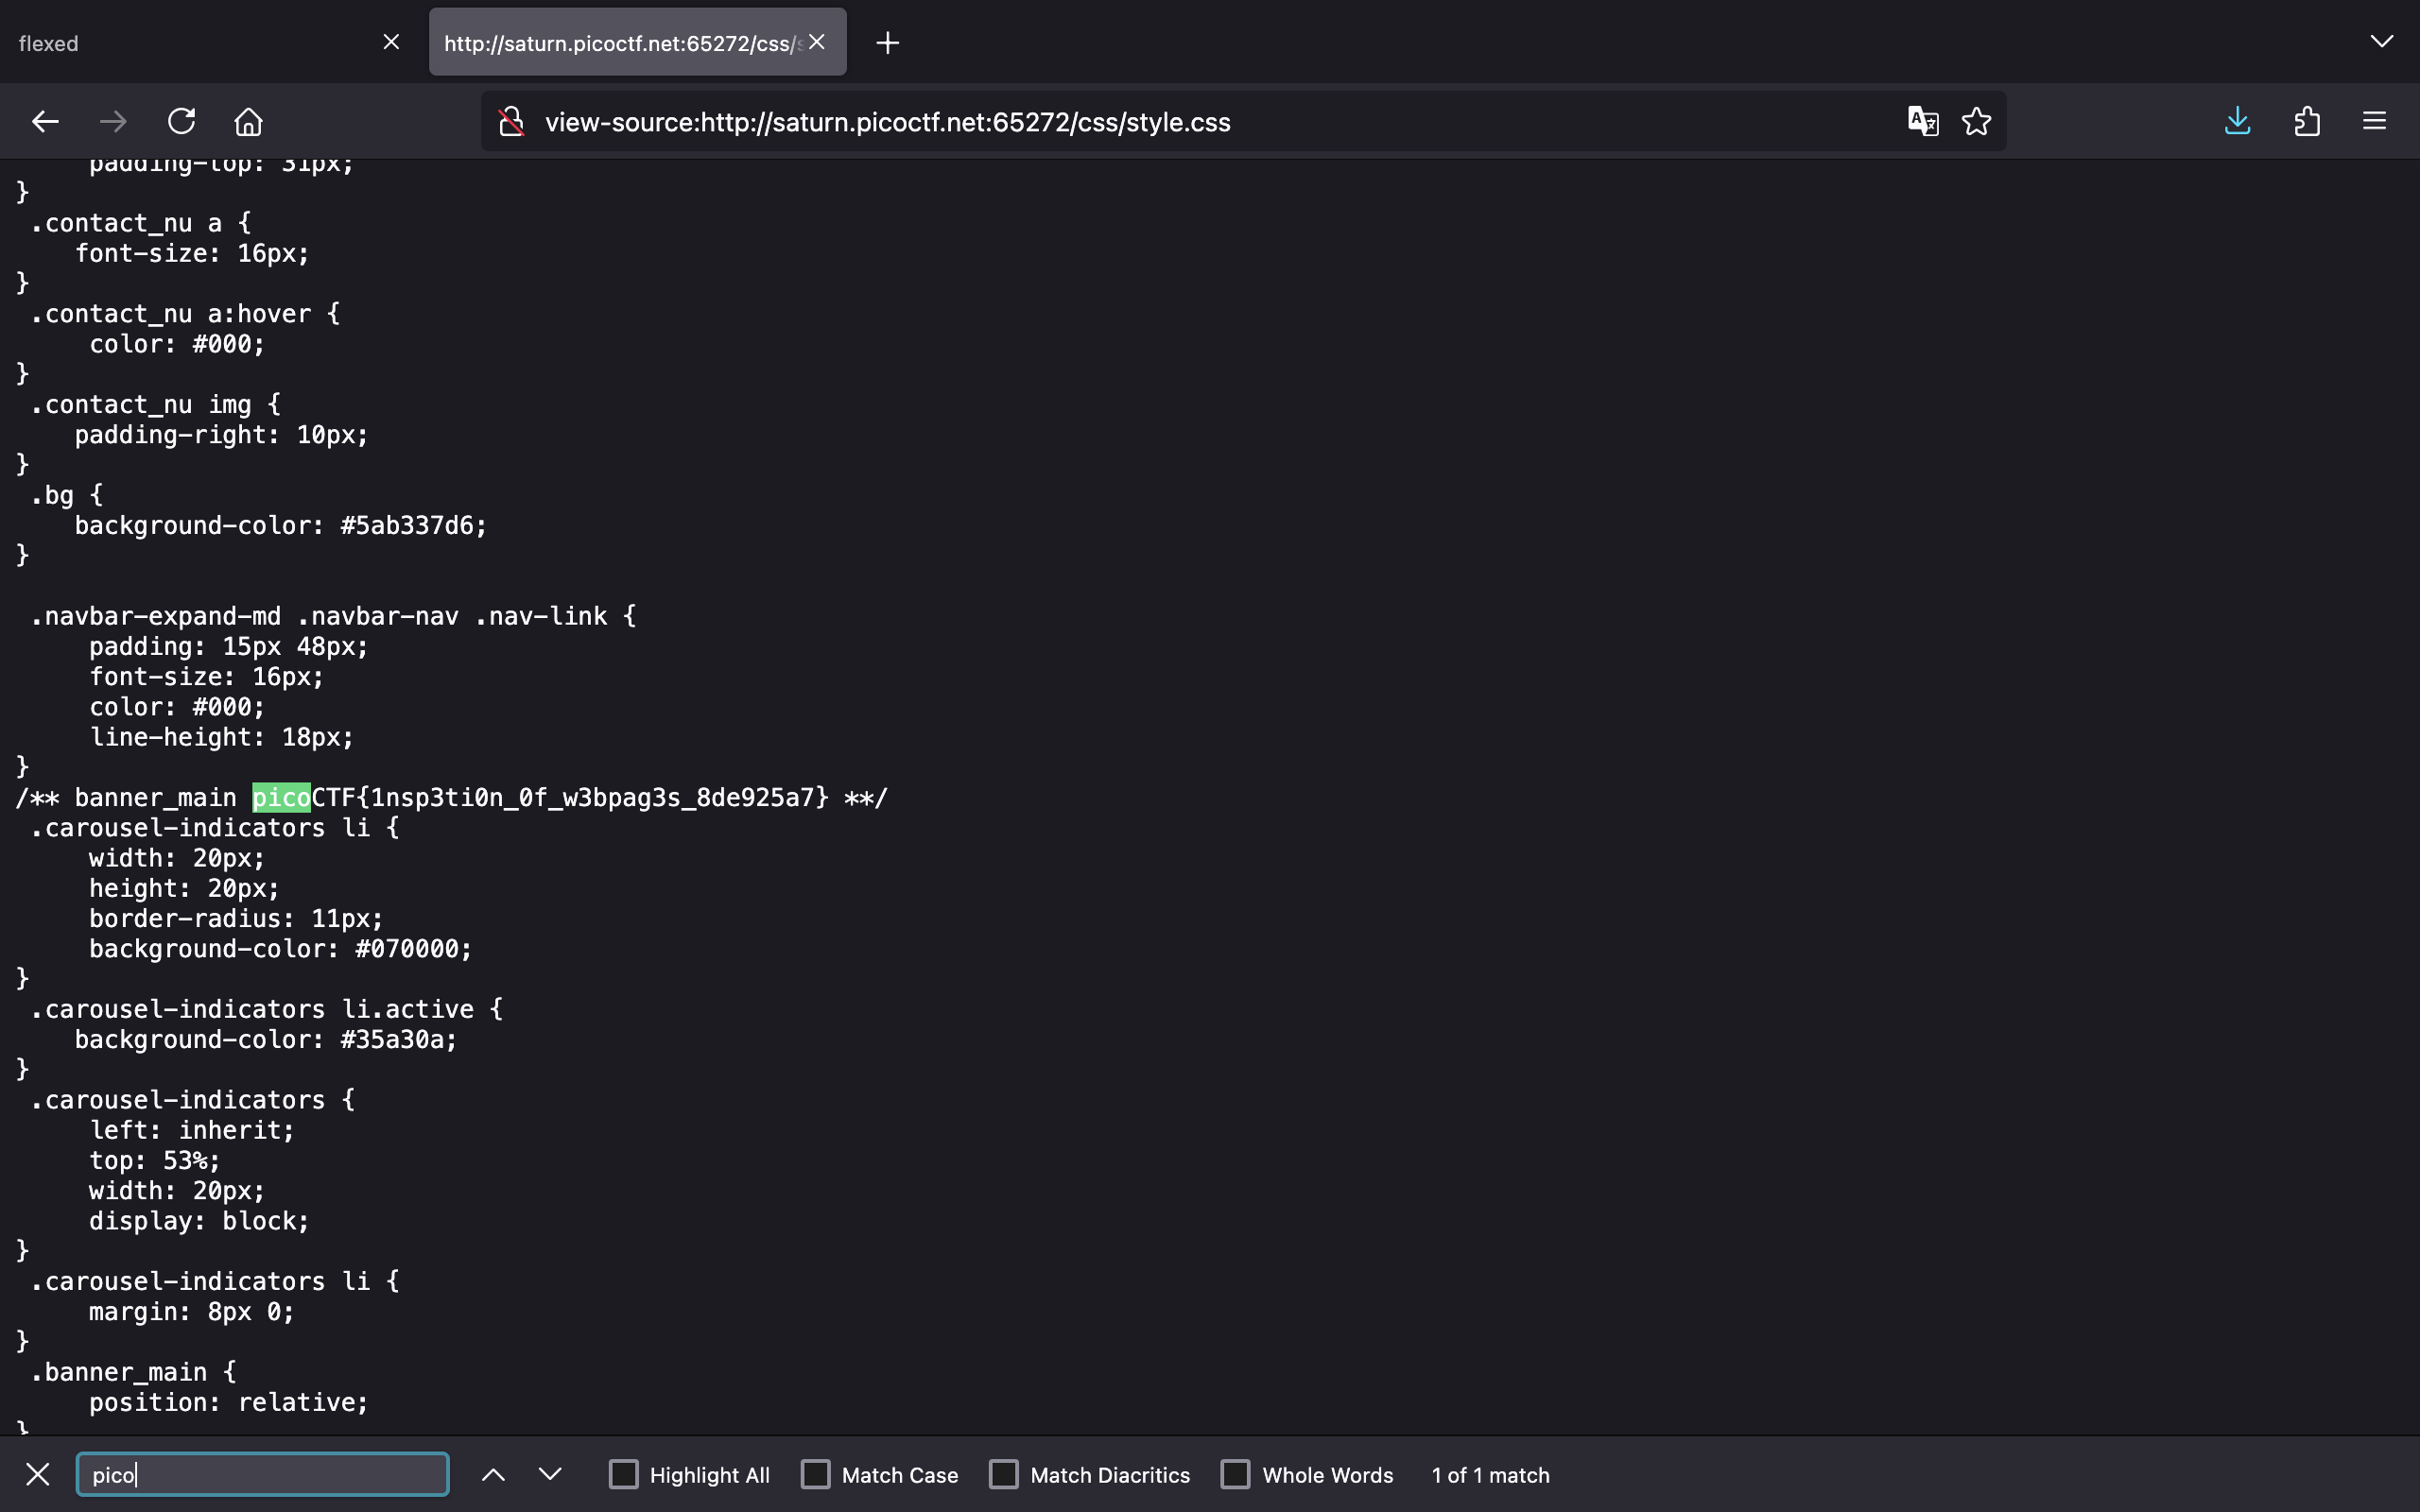 flexed
http://saturn.picoctf.net:65272/css/s
view-source:http://saturn.picoctf.net:65272/css/style.css
padding-top: 31px;
}
.contact_nu a {
font-size: 16px;
}
.contact_nu a:hover {
color: #000;
}
.contact_nu img {
padding-right: 10px;
}
.bg {
background-color: #5ab337d6;
}
.navbar-expand-md .navbar-nav .nav-link {
padding: 15px 48px;
font-size: 16px;
color: #000;
line-height: 18px;
}
/** banner_main picoCTF{1nsp3ti0n_0f_w3bpag3s_8de925a7} **/
.carousel-indicators li {
width: 20px;
height: 20px;
border-radius: 11px;
background-color: #070000;
}
.carousel-indicators li.active {
background-color: #35a30a;
}
.carousel-indicators {
left: inherit;
top: 53%;
width: 20px;
display: block;
}
.carousel-indicators li {
margin: 8px 0;
}
.banner_main {
position: relative;
}
pico
Highlight All
Match Case
Match Diacritics
Whole Words
1 of 1 match